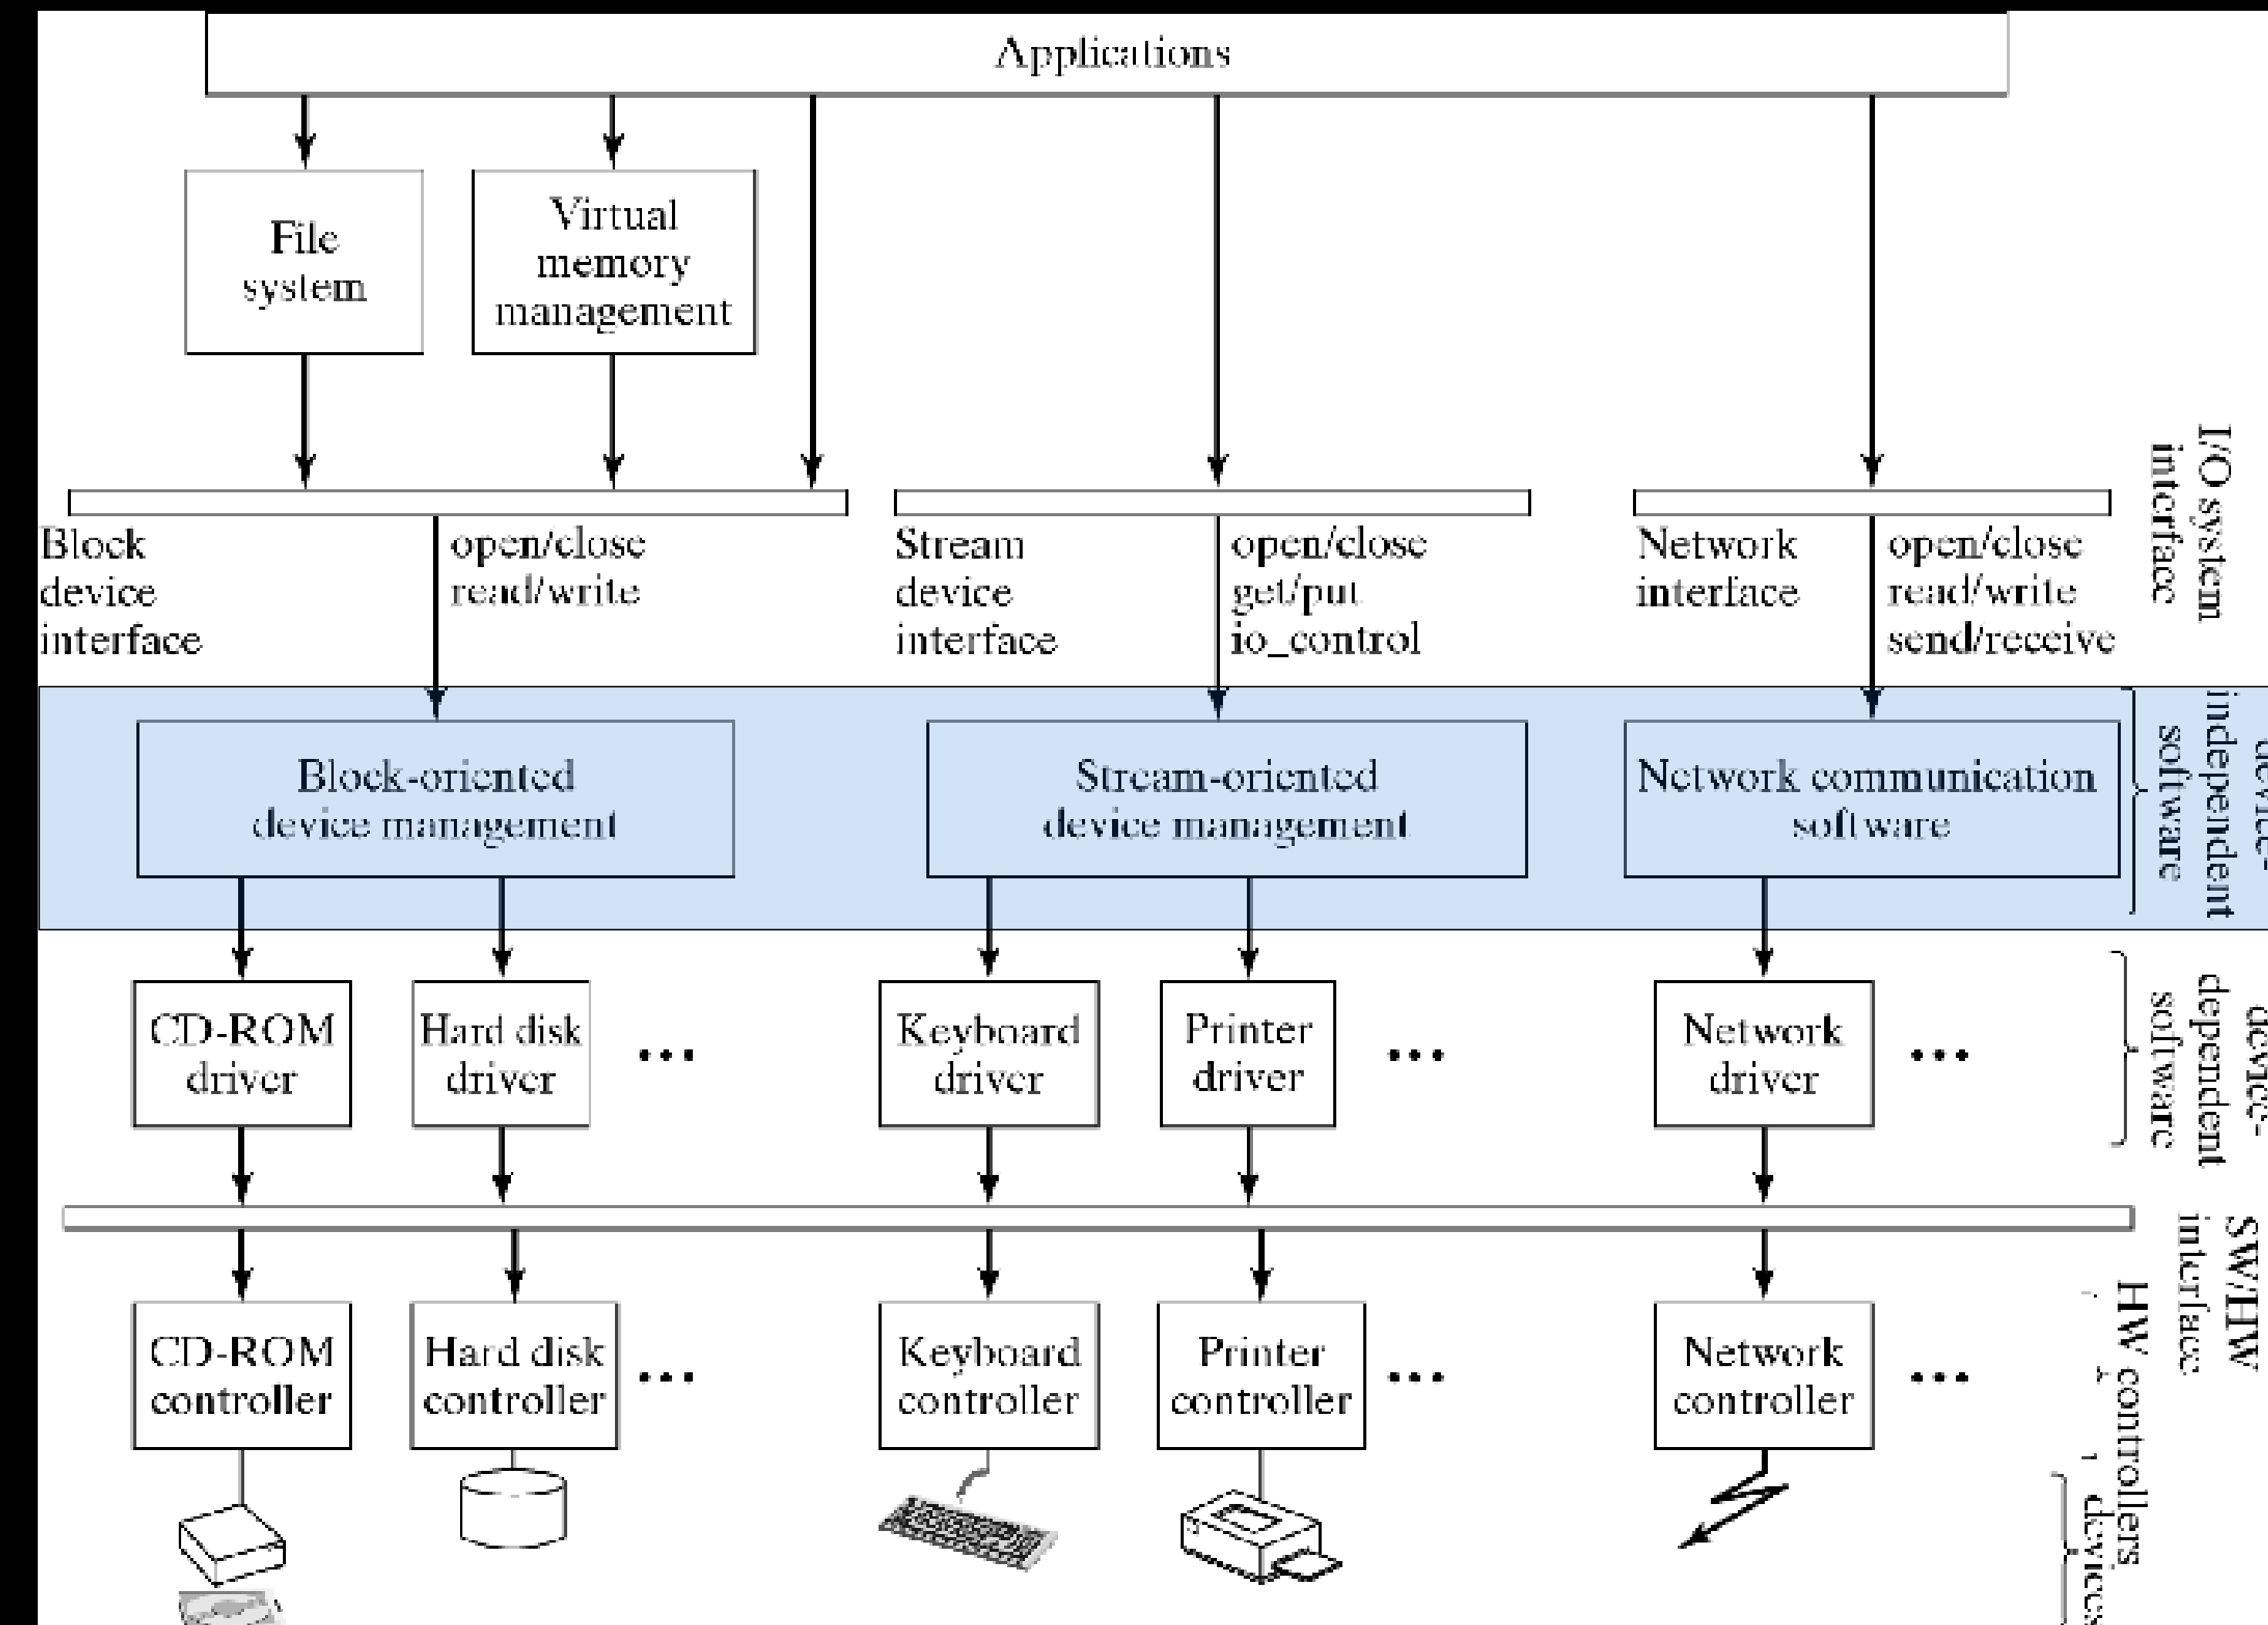 Applications
File
system
Virtual
memory
management
I/O system
interface
Block
device
interface
open/close
read/write
Stream
device
interface
open/close
get/put
io_control
Network
interface
open/close
read/write
send/receive
Block-oriented
device management
Stream-oriented
device management
Network communication
software
device-
independent
software
CD-ROM
driver
Hard disk
driver
•••
Keyboard
driver
Printer
driver
•••
Network
driver
•••
device-
dependent
software
SW/HW
interface
CD-ROM
controller
Hard disk
controller
•••
Keyboard
controller
Printer
controller
•••
Network
controller
•••
HW controllers
devices